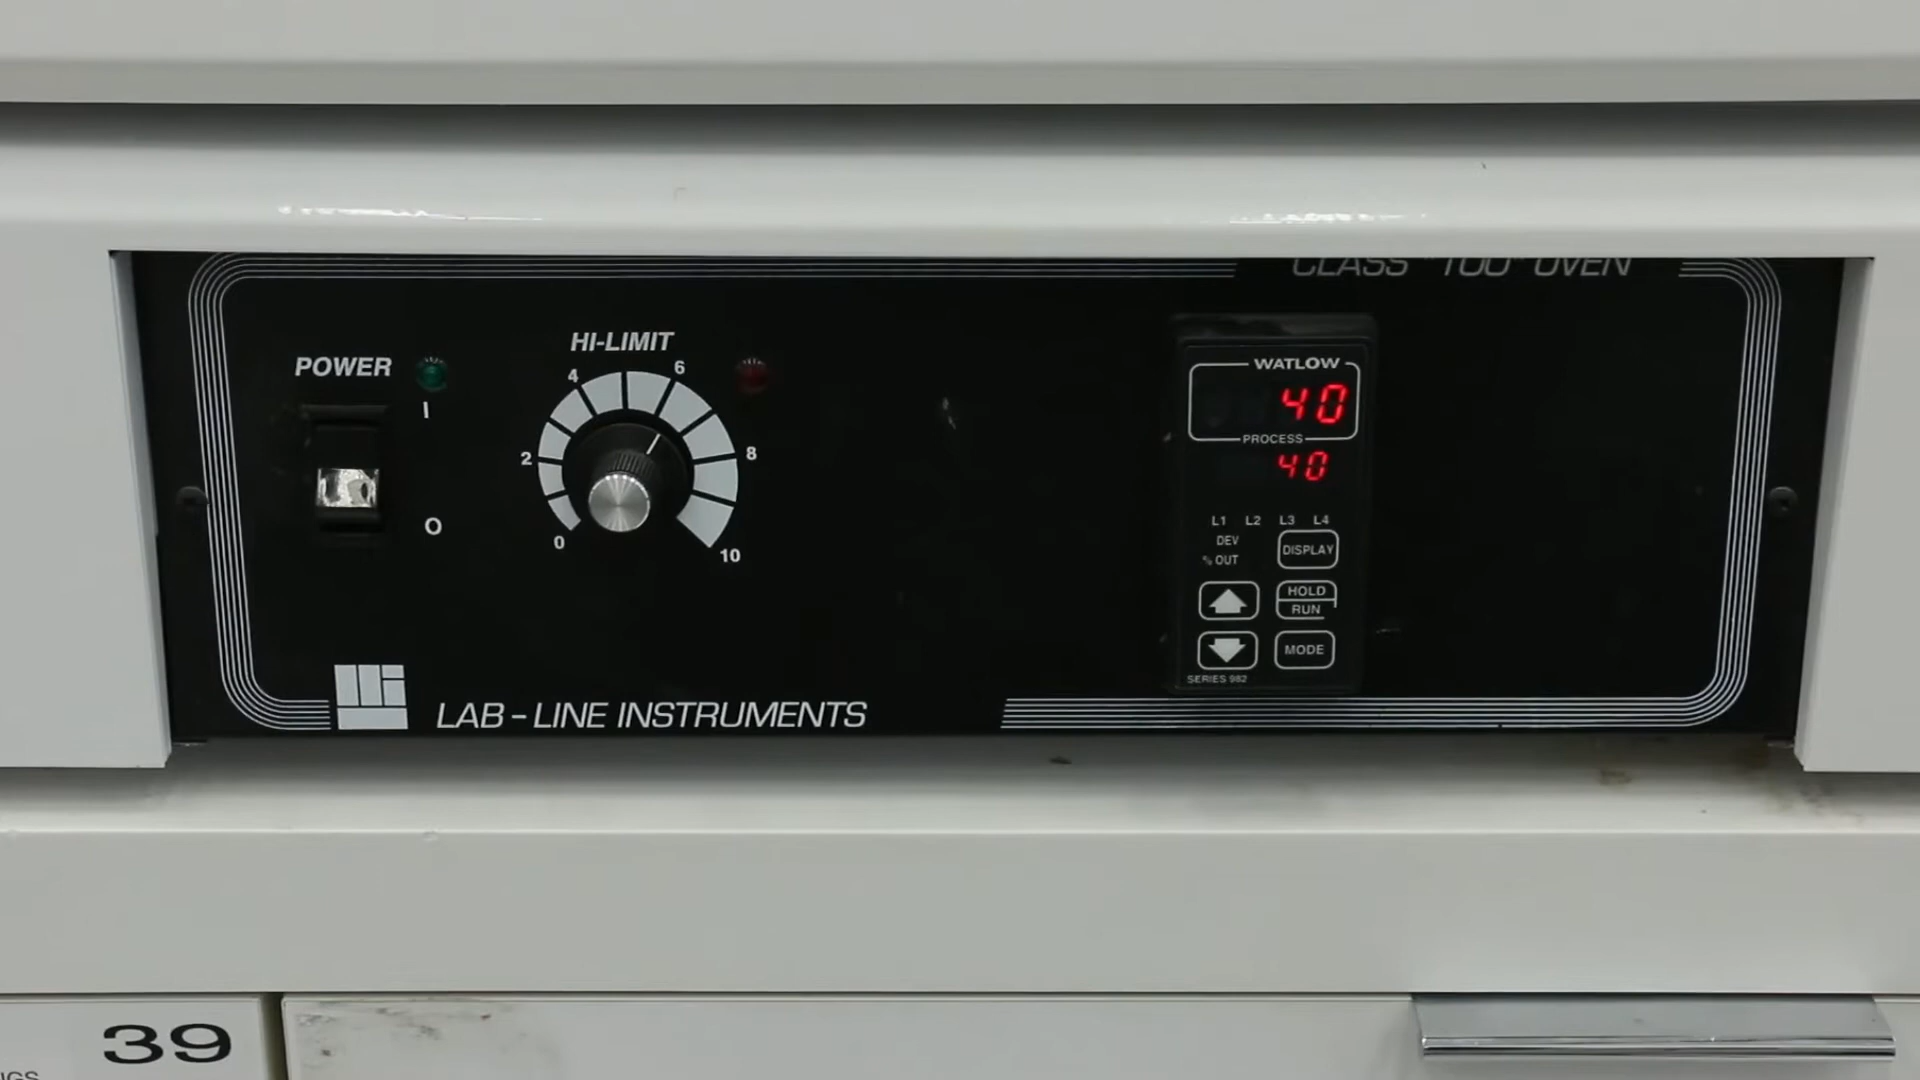 CLASS "100" OVEN
POWER
I
O
HI-LIMIT
0
2
4
6
8
10
WATLOW
40
PROCESS
40
L1 L2 L3 L4
DEV
% OUT
DISPLAY
HOLD
RUN
MODE
SERIES 982
LAB-LINE INSTRUMENTS
39